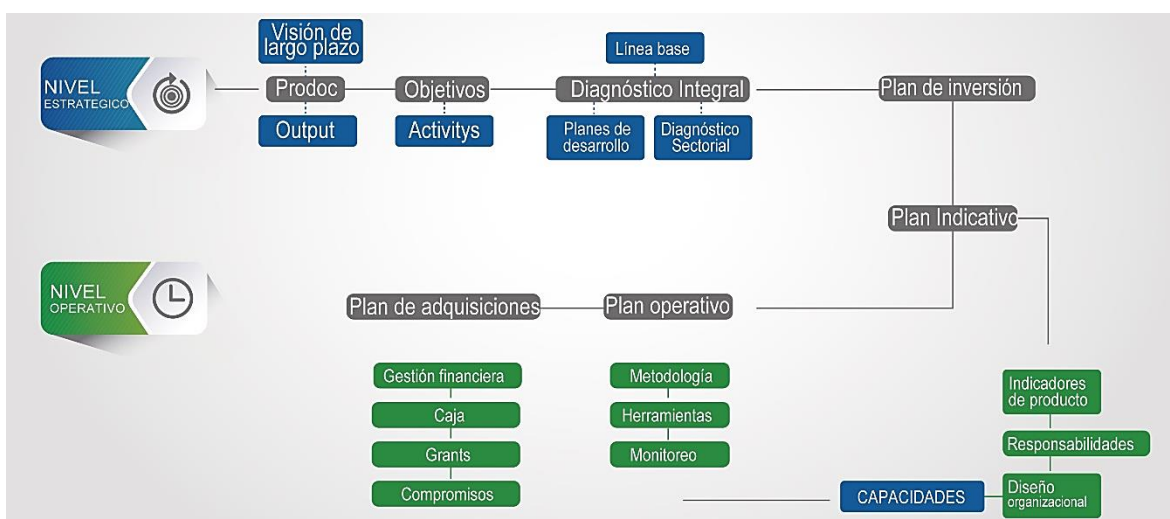 Visión de
largo plazo
Línea base
NIVEL
ESTRATEGICO
Prodoc
Objetivos
Diagnóstico Integral
Plan de inversión
Output
Activitys
Planes de
desarrollo
Diagnóstico
Sectorial
Plan Indicativo
NIVEL
OPERATIVO
Plan de adquisiciones
Plan operativo
Gestión financiera
Caja
Grants
Compromisos
Metodología
Herramientas
Monitoreo
Indicadores
de producto
Responsabilidades
Diseño
organizacional
CAPACIDADES